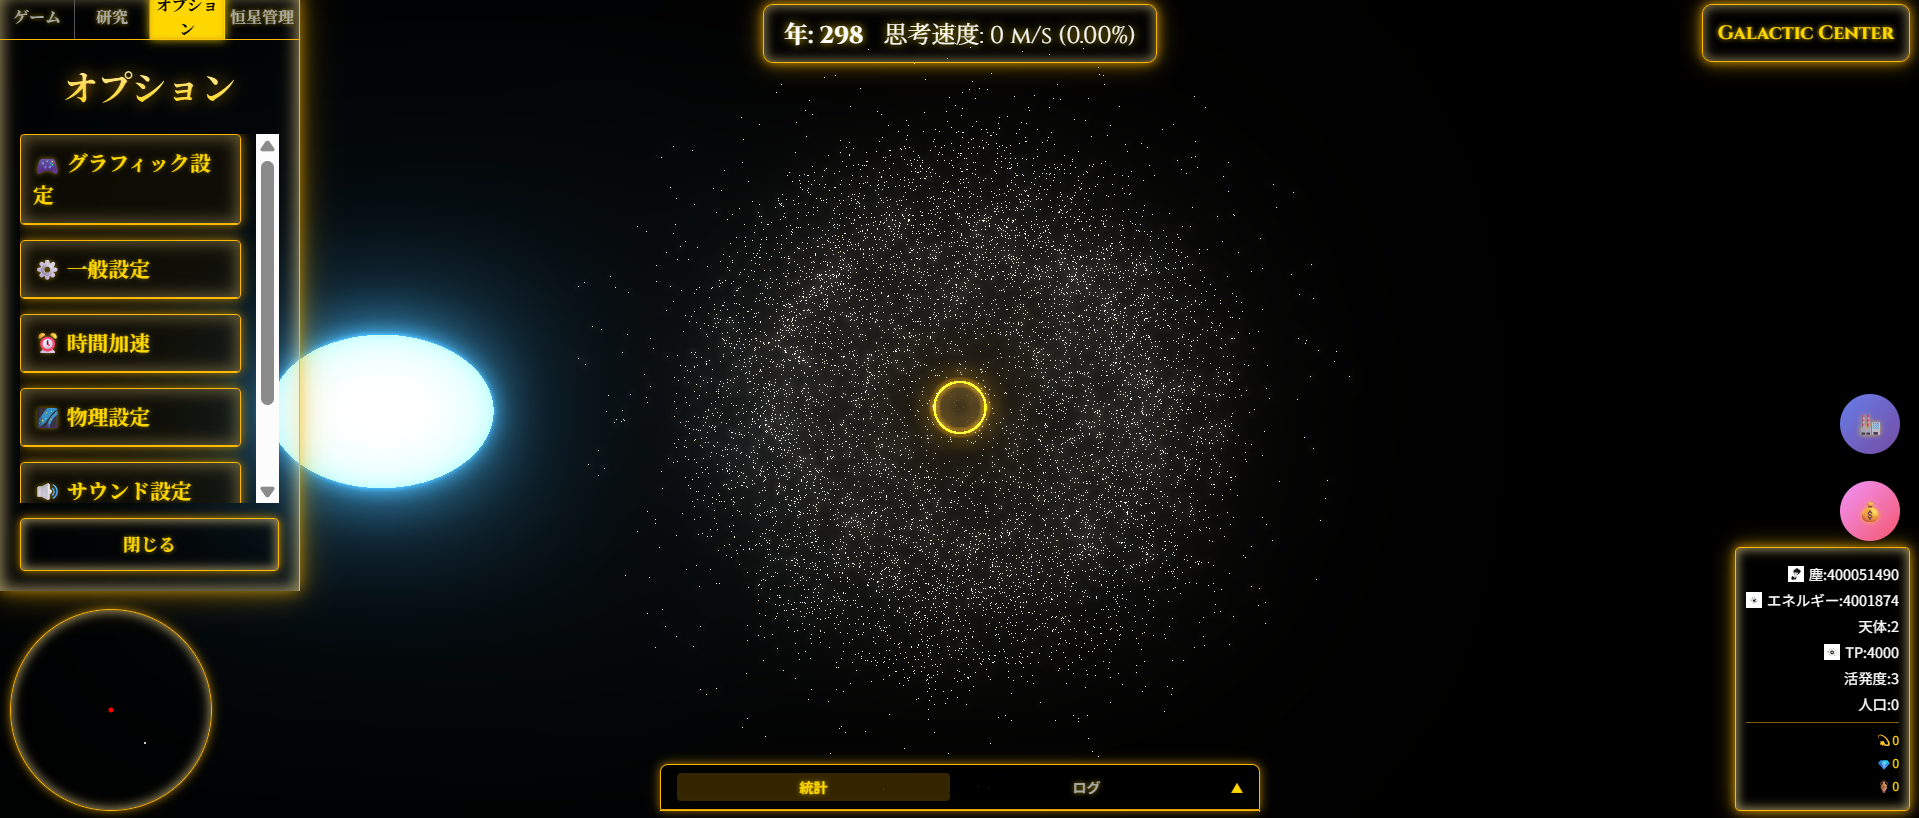 ゲーム
研究
オプショ
ン
恒星管理
年: 298 思考速度: 0 m/s (0.00%)
Galactic Center
オプション
グラフィック設
定
一般設定
時間加速
物理設定
サウンド設定
閉じる
塵:400051490
エネルギー:4001874
天体:2
TP:4000
活発度:3
人口:0
0
0
0
統計
ログ
▲